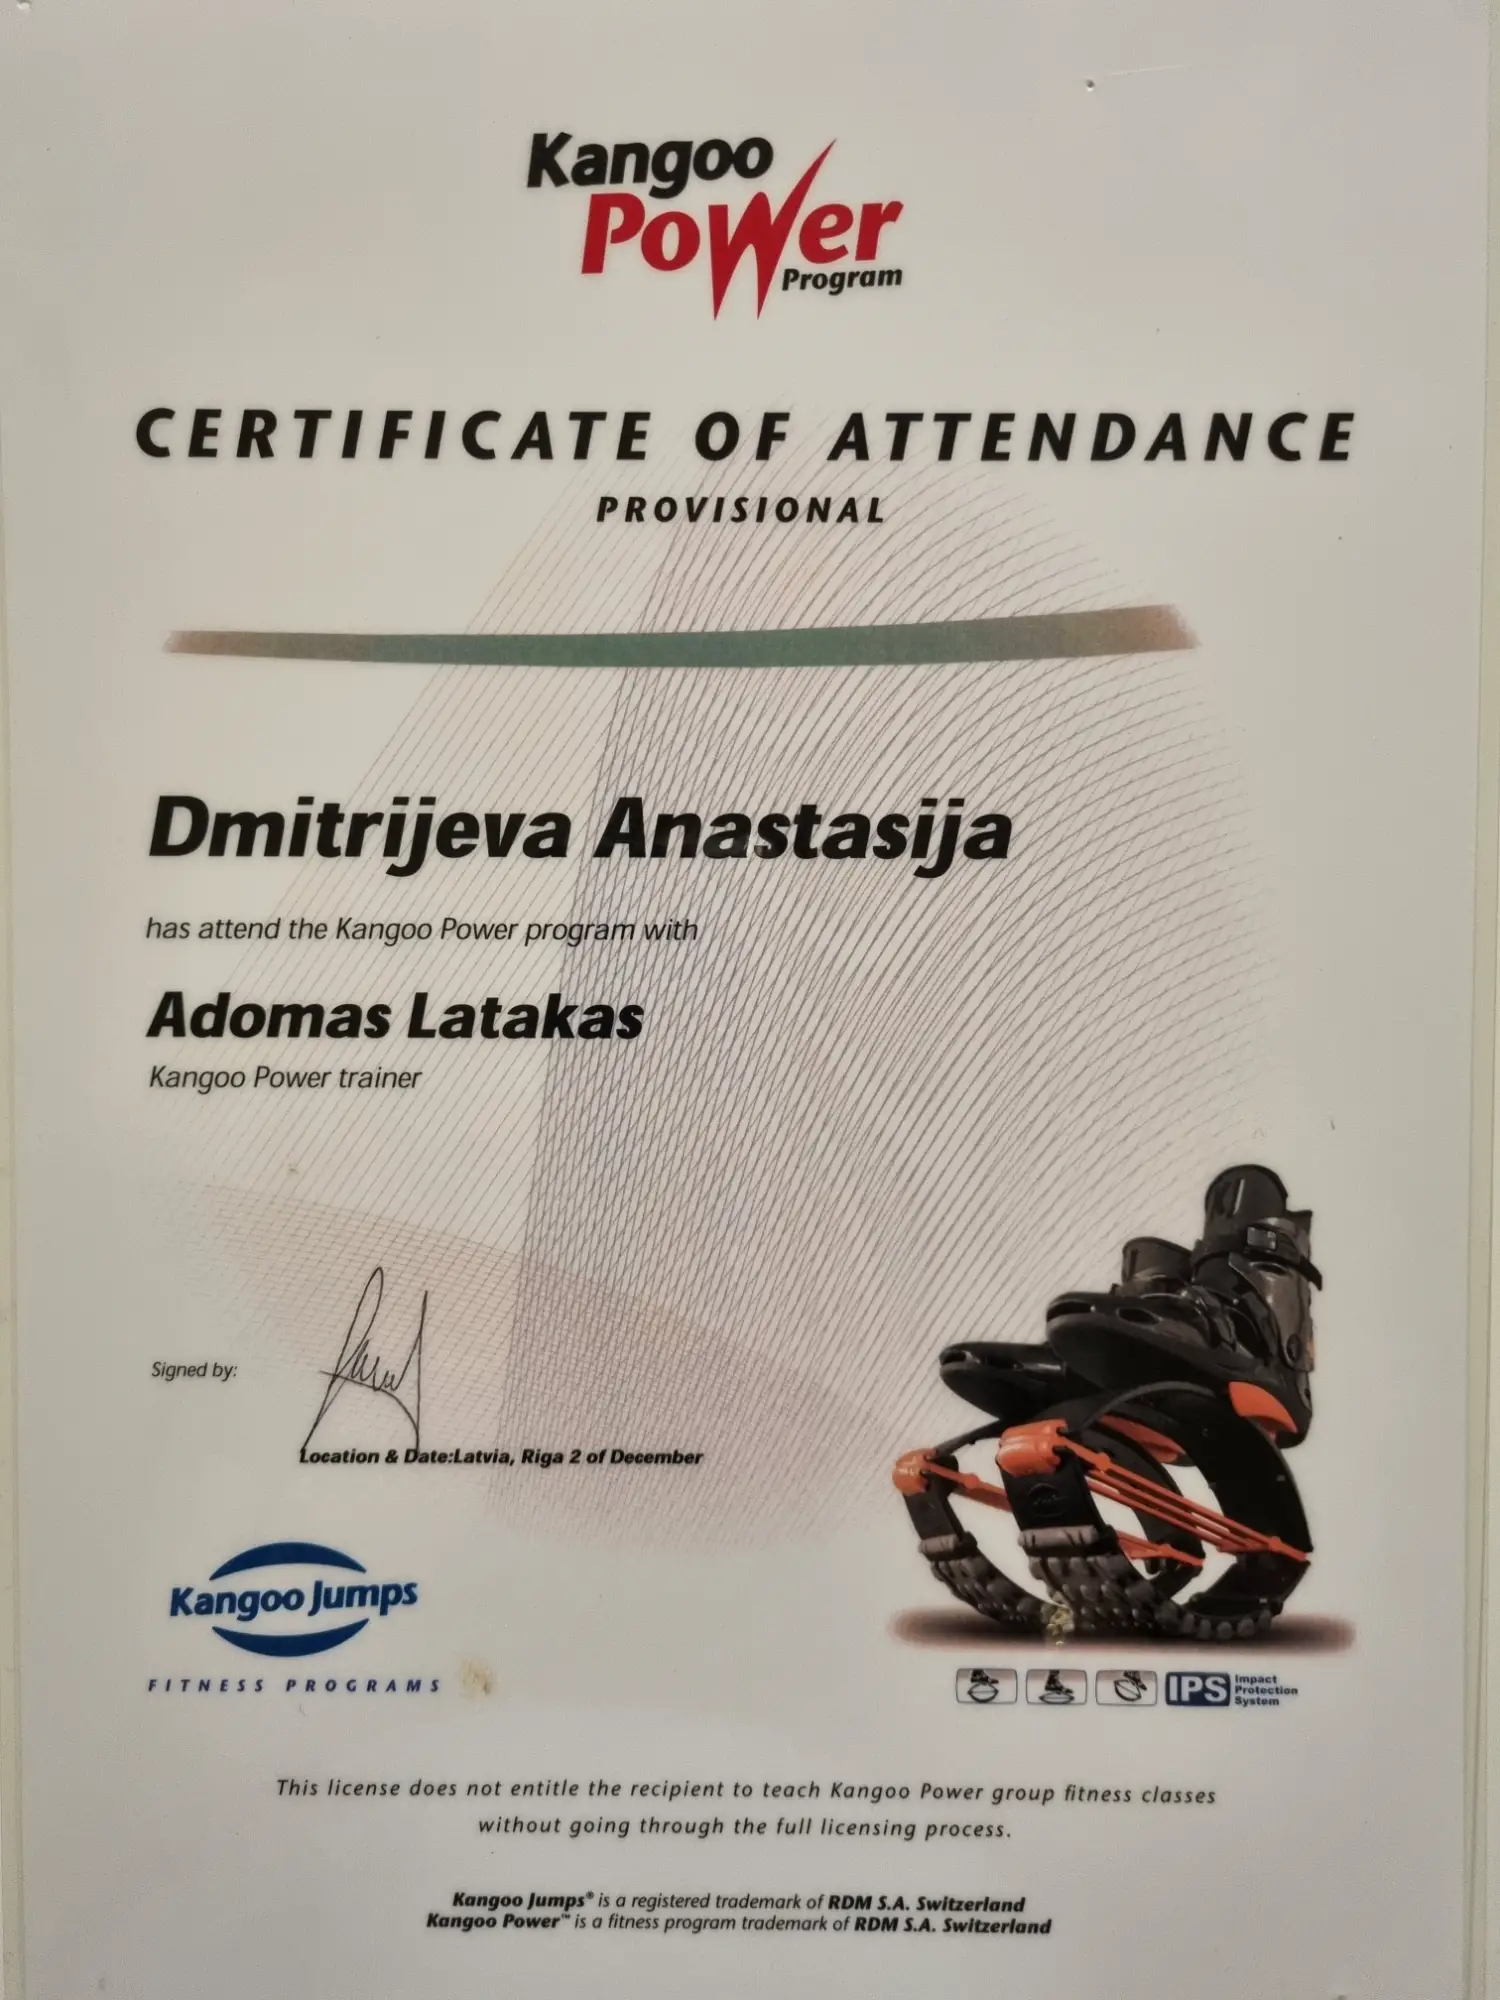 Kangoo
Power
Program
CERTIFICATE OF ATTENDANCE
PROVISIONAL
Dmitrijeva Anastasija
has attend the Kangoo Power program with
Adomas Latakas
Kangoo Power trainer
Signed by:
Location & Date:Latvia, Riga 2 of December
Kangoo Jumps
FITNESS PROGRAMS
IPS Impact
Protection
System
This license does not entitle the recipient to teach Kangoo Power group fitness classes
without going through the full licensing process.
Kangoo Jumps® is a registered trademark of RDM S.A. Switzerland
Kangoo Power™ is a fitness program trademark of RDM S.A. Switzerland